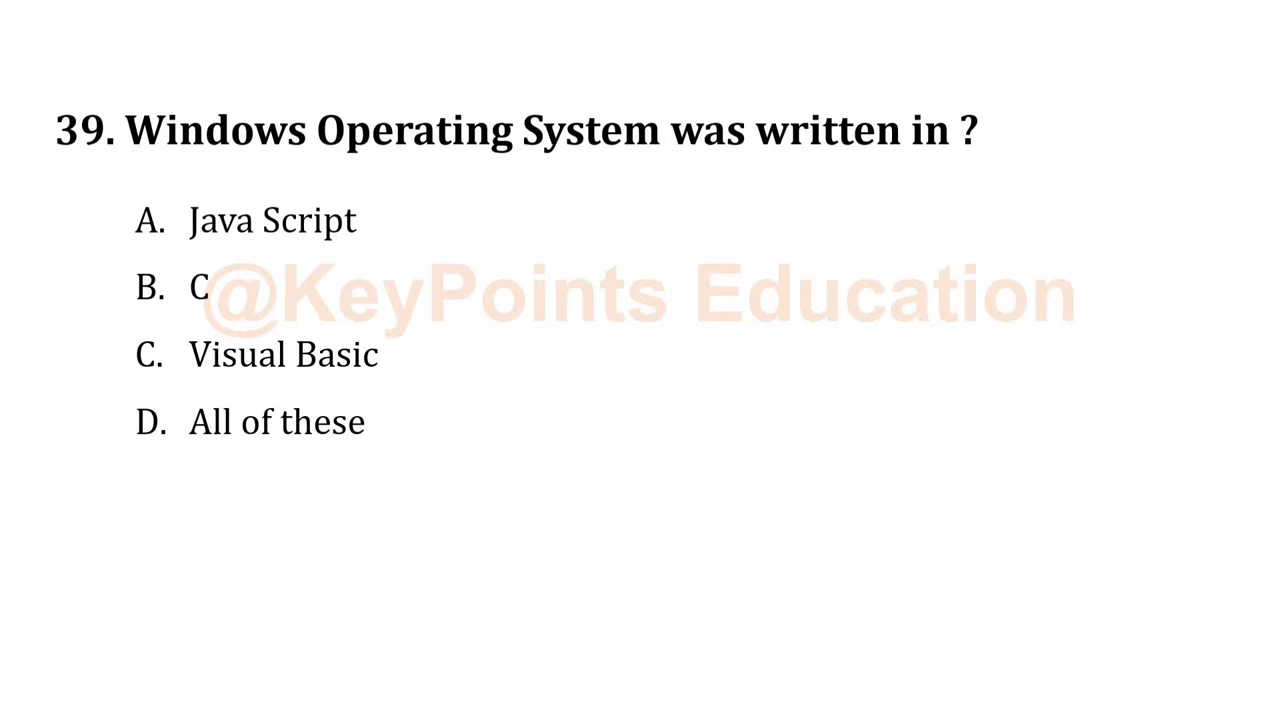 39. Windows Operating System was written in ?
A. Java Script
B. C
@KeyPoints Education
C. Visual Basic
D. All of these